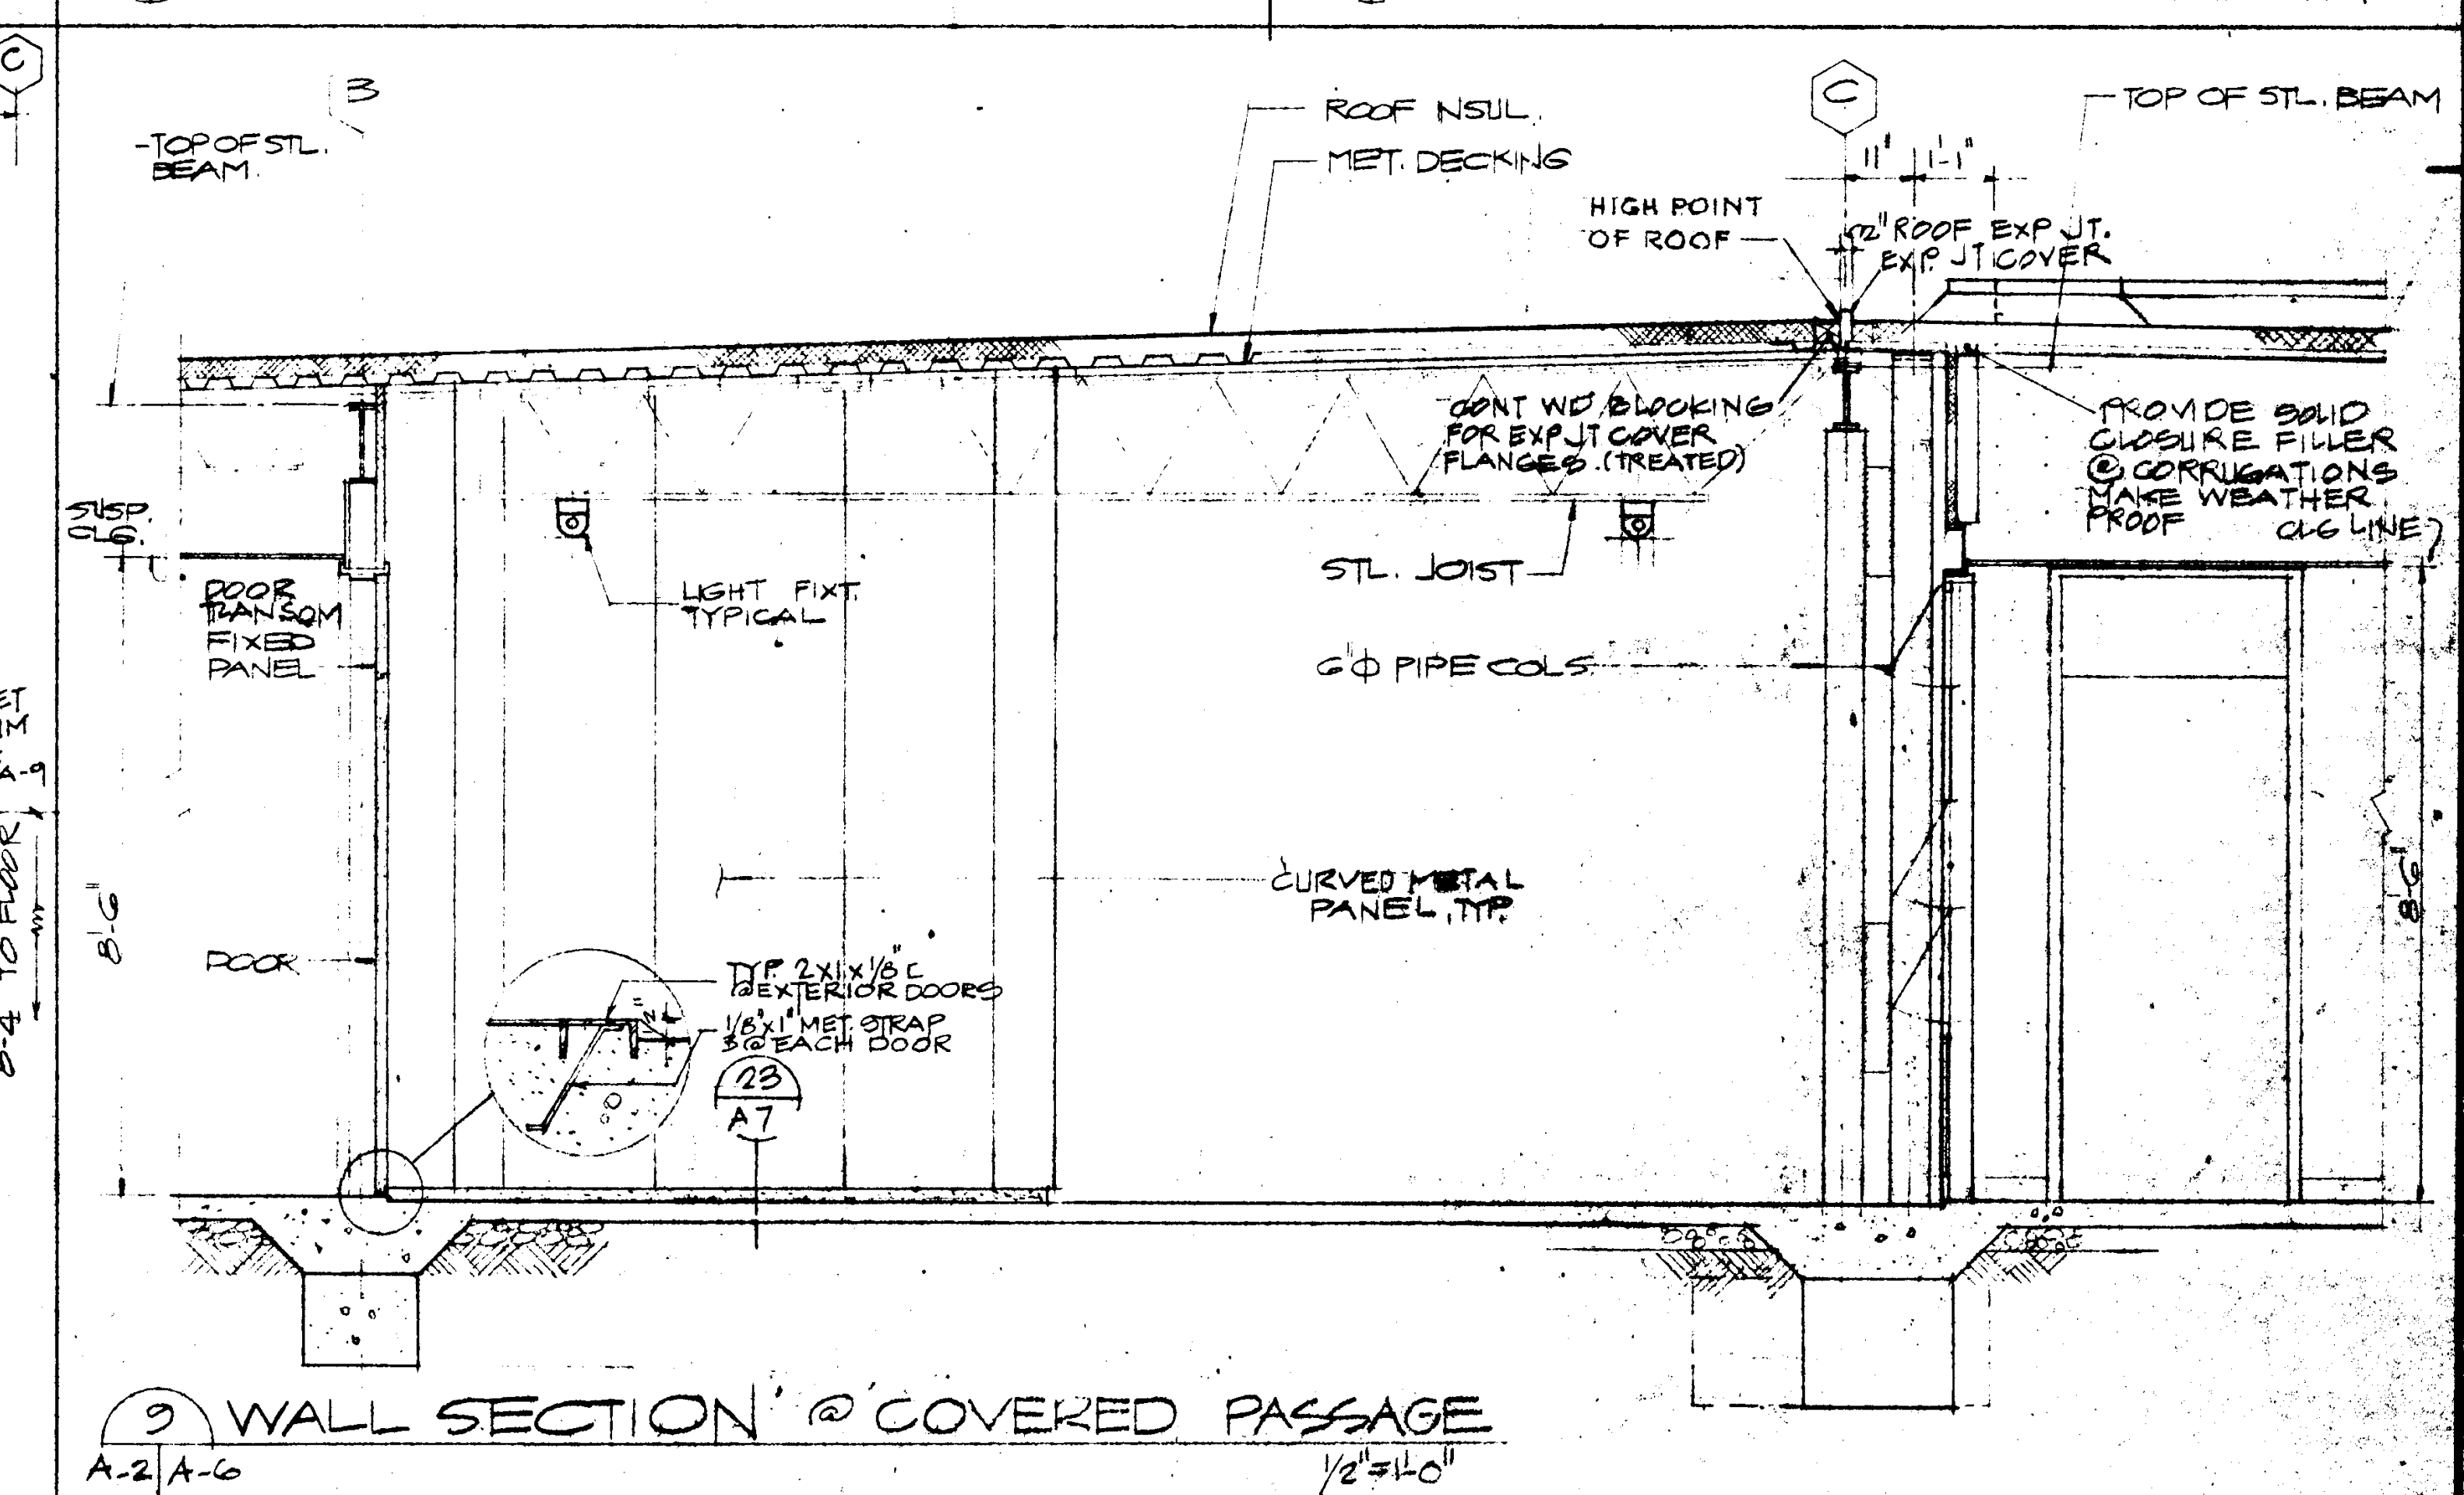 C
B
-TOP OF STL.
BEAM.
ROOF INSUL.
MET. DECKING
C
TOP OF STL. BEAM
11"
1'-1"
HIGH POINT
OF ROOF
2" ROOF EXP JT.
EXP. JT COVER
CONT WD BLOCKING
FOR EXP JT COVER
FLANGES. (TREATED)
PROVIDE SOLID
CLOSURE FILLER
@ CORRUGATIONS
MAKE WEATHER
PROOF
CLG LINE
SUSP.
CLG.
DOOR
TRANSOM
FIXED
PANEL
LIGHT FIXT.
TYPICAL
STL. JOIST
6"Φ PIPE COLS.
A-9
8-4 TO FLOOR
8'-6"
CURVED METAL
PANEL, TYP.
8'-6"
DOOR
TYP. 2X1X1/8" L
@ EXTERIOR DOORS
1/8"X1" MET. STRAP
3 @ EACH DOOR
1/2"
23
A7
9 WALL SECTION @ COVERED PASSAGE
A-2 A-6
1/2"=1'-0"